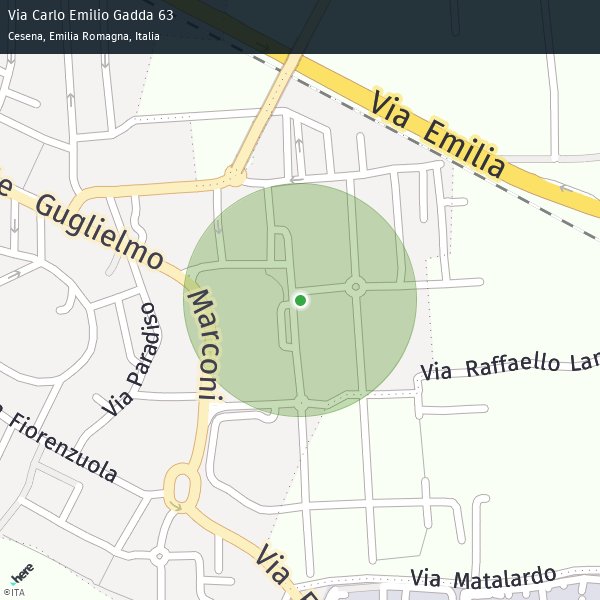 Via Carlo Emilio Gadda 63
Cesena, Emilia Romagna, Italia
Via Emilia
Guglielmo
Marconi
Via Paradiso
Via Raffaello
Fiorenzuola
Via
Via Matalardo
here
©ITA